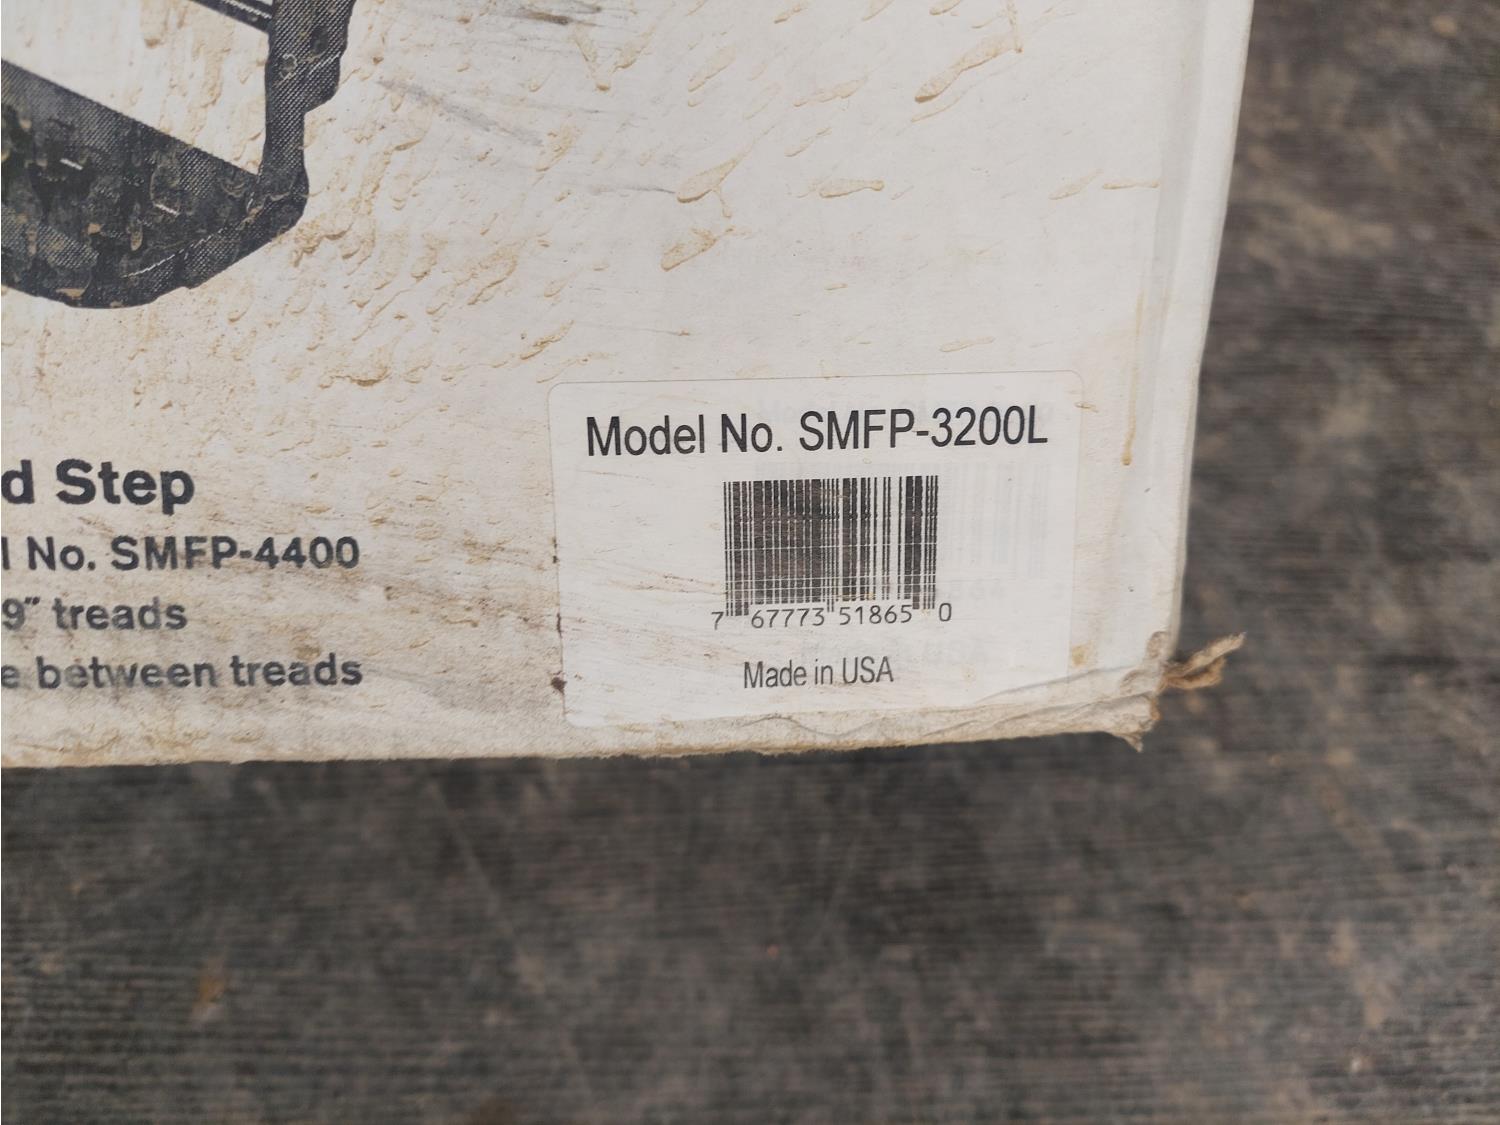 d Step
l No. SMFP-4400
9" treads
e between treads
Model No. SMFP-3200L
7 67773 51865 0
Made in USA